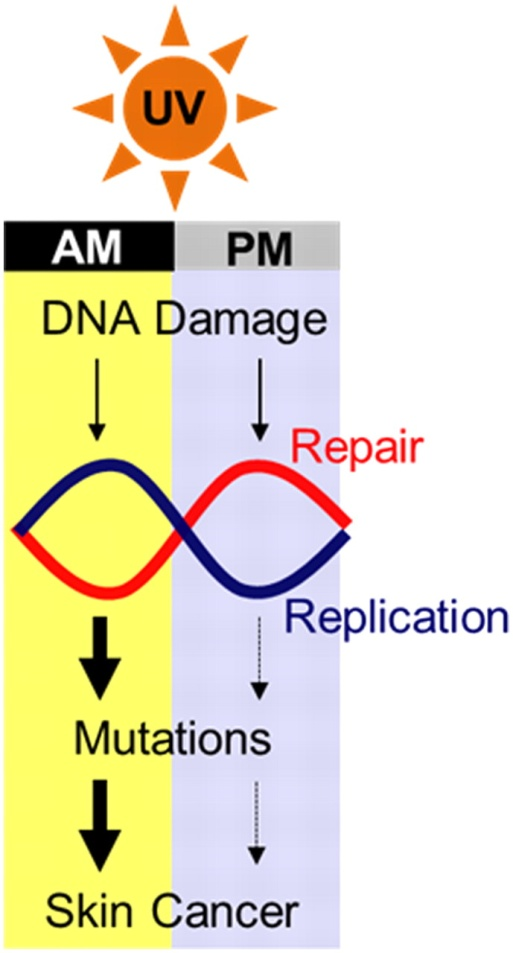 UV
AM PM
DNA Damage
Repair
Replication
Mutations
Skin Cancer